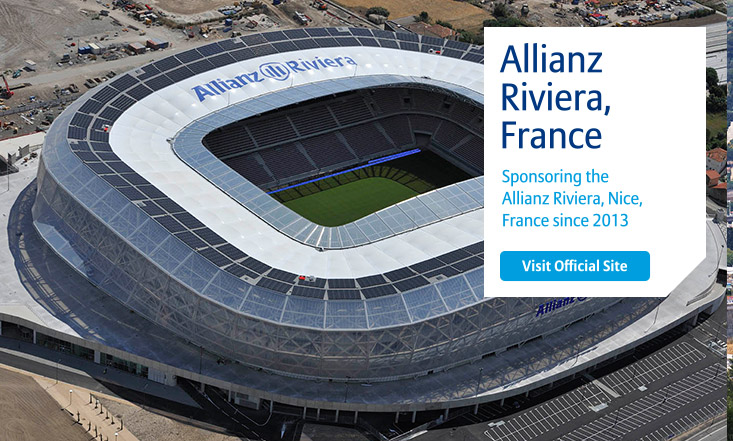 Allianz Riviera
Allianz
Riviera,
France
Sponsoring the
Allianz Riviera, Nice,
France since 2013
Visit Official Site
Allianz